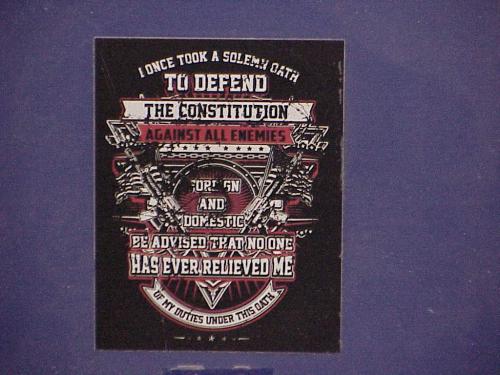 I ONCE TOOK A SOLEMN OATH
TO DEFEND
THE CONSTITUTION
AGAINST ALL ENEMIES
FOREIGN
AND
DOMESTIC
BE ADVISED THAT NO ONE
HAS EVER RELIEVED ME
OF MY DUTIES UNDER THIS OATH